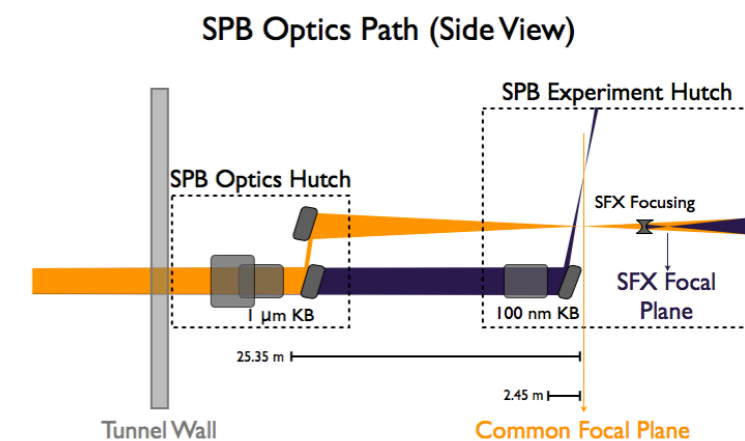 SPB Optics Path (Side View)
SPB Experiment Hutch
SPB Optics Hutch
SFX Focusing
SFX Focal
Plane
1 μm KB
100 nm KB
25.35 m
2.45 m
Tunnel Wall
Common Focal Plane